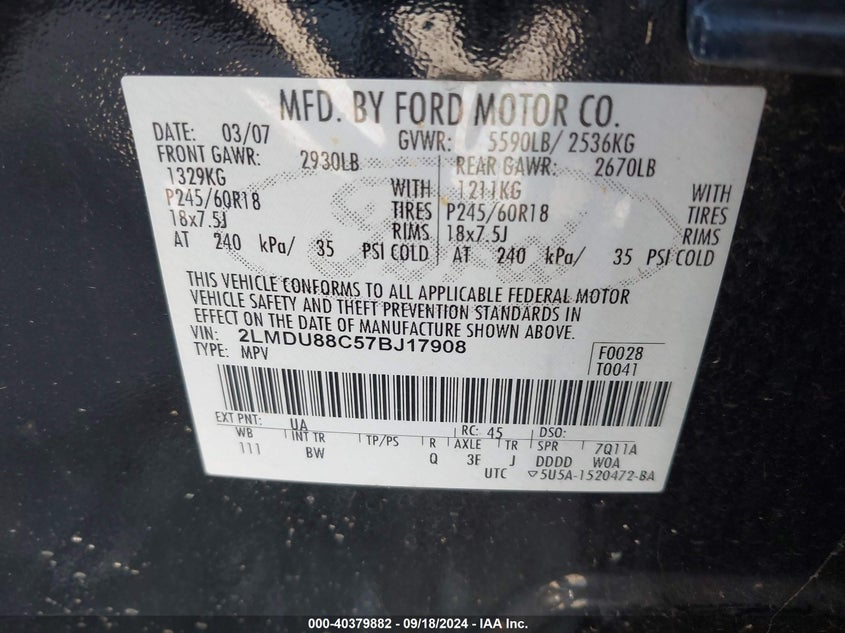 MFD. BY FORD MOTOR CO.
DATE: 03/07 GVWR: 5590LB/ 2536KG
FRONT GAWR: 2930LB REAR GAWR: 2670LB
1329KG WITH 1211KG WITH
P245/60R18 TIRES P245/60R18 TIRES
18x7.5J RIMS 18x7.5J RIMS
AT 240 kPa/ 35 PSI COLD AT 240 kPa/ 35 PSI COLD
THIS VEHICLE CONFORMS TO ALL APPLICABLE FEDERAL MOTOR
VEHICLE SAFETY AND THEFT PREVENTION STANDARDS IN
EFFECT ON THE DATE OF MANUFACTURE SHOWN ABOVE.
VIN: 2LMDU88C57BJ17908
TYPE: MPV F0028
T0041
EXT PNT: UA RC: 45 DSO:
WB INT TR TP/PS R AXLE TR SPR 7Q11A
111 BW Q 3F J DDDD W0A
UTC 5U5A-1520472-BA
000-40379882 - 09/18/2024 - IAA Inc.